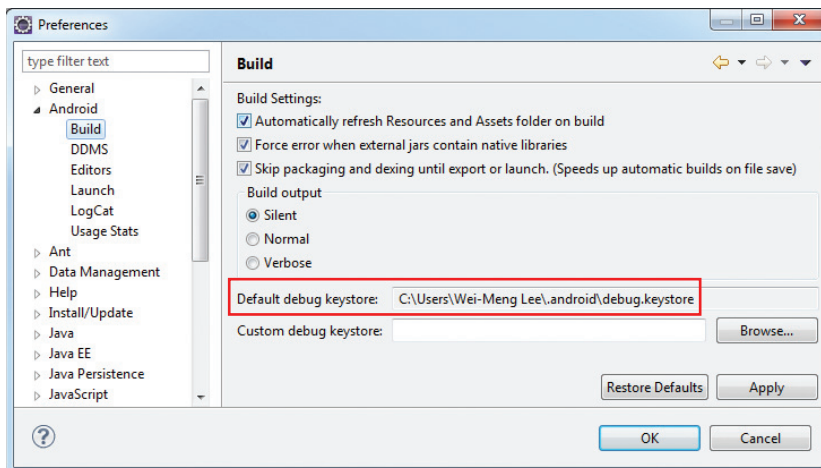 Preferences
type filter text
General
Android
Build
DDMS
Editors
Launch
LogCat
Usage Stats
Ant
Data Management
Help
Install/Update
Java
Java EE
Java Persistence
JavaScript
Build
Build Settings:
Automatically refresh Resources and Assets folder on build
Force error when external jars contain native libraries
Skip packaging and dexing until export or launch. (Speeds up automatic builds on file save)
Build output
Silent
Normal
Verbose
Default debug keystore: C:\Users\Wei-Meng Lee\.android\debug.keystore
Custom debug keystore: Browse...
Restore Defaults Apply
OK Cancel